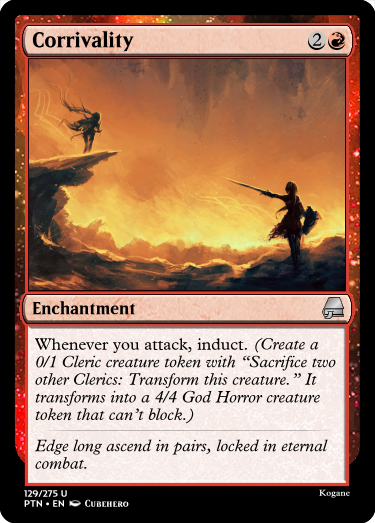 Corrivality
2 R
Enchantment
Whenever you attack, induct. (Create a
0/1 Cleric creature token with “Sacrifice two
other Clerics: Transform this creature.” It
transforms into a 4/4 God Horror creature
token that can't block.)
Edge long ascend in pairs, locked in eternal
combat.
129/275 U
Kogane
PTN • EN Cubehero